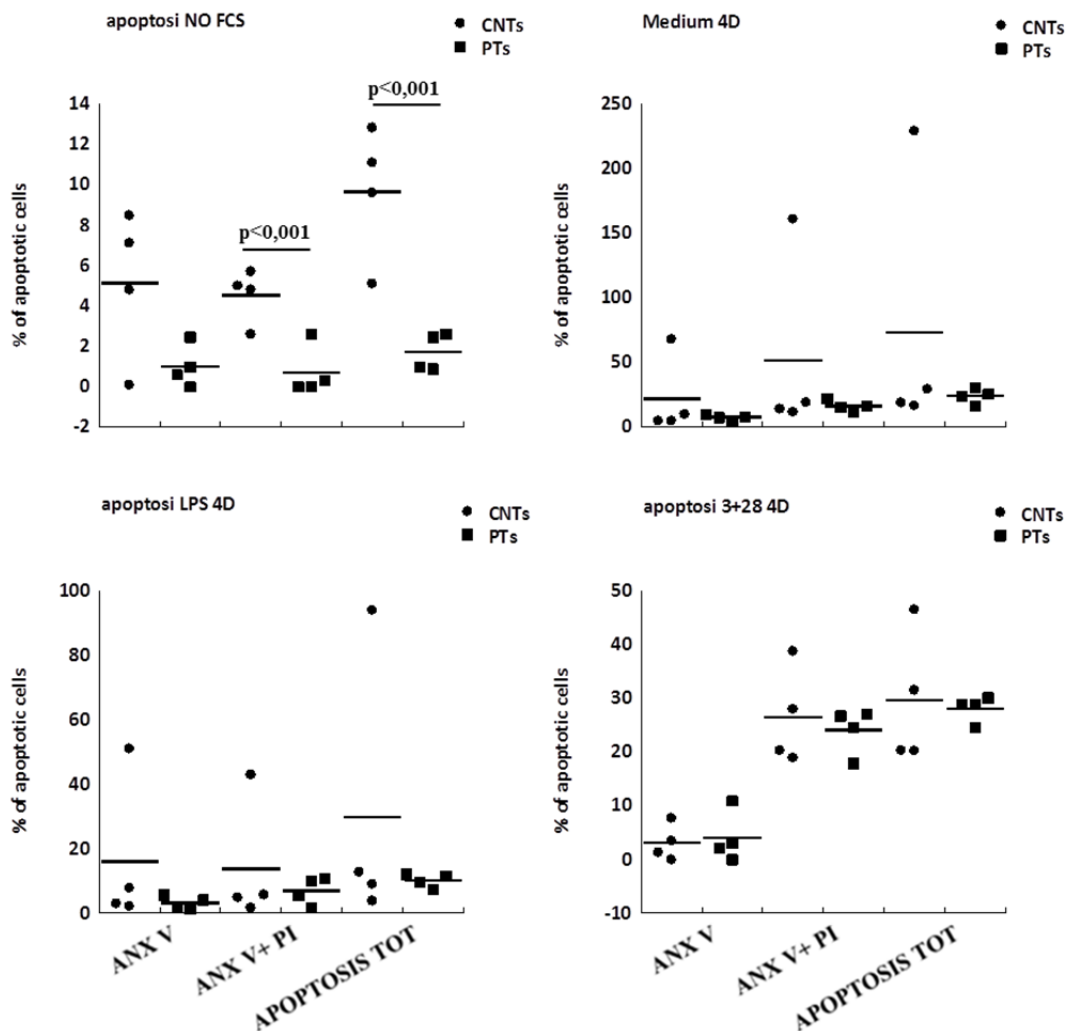 apoptosi NO FCS
CNTs
PTs
% of apoptotic cells
14
12
10
8
6
4
2
0
-2
p<0,001
p<0,001
Medium 4D
CNTs
PTs
% of apoptotic cells
250
200
150
100
50
0
apoptosi LPS 4D
CNTs
PTs
% of apoptotic cells
100
80
60
40
20
0
ANX V
ANX V+ PI
APOPTOSIS TOT
apoptosi 3+28 4D
CNTs
PTs
% of apoptotic cells
50
40
30
20
10
0
-10
ANX V
ANX V+ PI
APOPTOSIS TOT